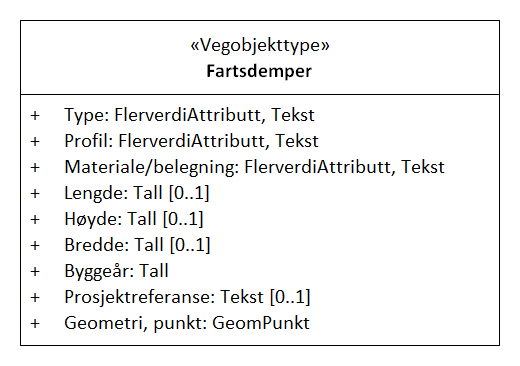 «Vegobjekttype»
Fartsdemper
+ Type: FlerverdiAttributt, Tekst
+ Profil: FlerverdiAttributt, Tekst
+ Materiale/belegning: FlerverdiAttributt, Tekst
+ Lengde: Tall [0..1]
+ Høyde: Tall [0..1]
+ Bredde: Tall [0..1]
+ Byggeår: Tall
+ Prosjektreferanse: Tekst [0..1]
+ Geometri, punkt: GeomPunkt